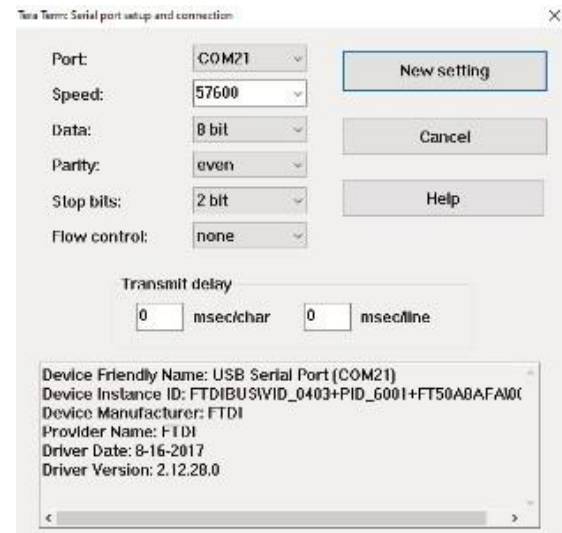 Tera Term: Serial port setup and connection
Port: COM21
New setting
Speed: 57600
Data: 8 bit
Cancel
Parity: even
Stop bits: 2 bit
Help
Flow control: none
Transmit delay
0 msec/char 0 msec/line
Device Friendly Name: USB Serial Port (COM21)
Device Instance ID: FTDIBUS\VID_0403+PID_6001+FT50A8AFA\00
Device Manufacturer: FTDI
Provider Name: FTDI
Driver Date: 8-16-2017
Driver Version: 2.12.28.0